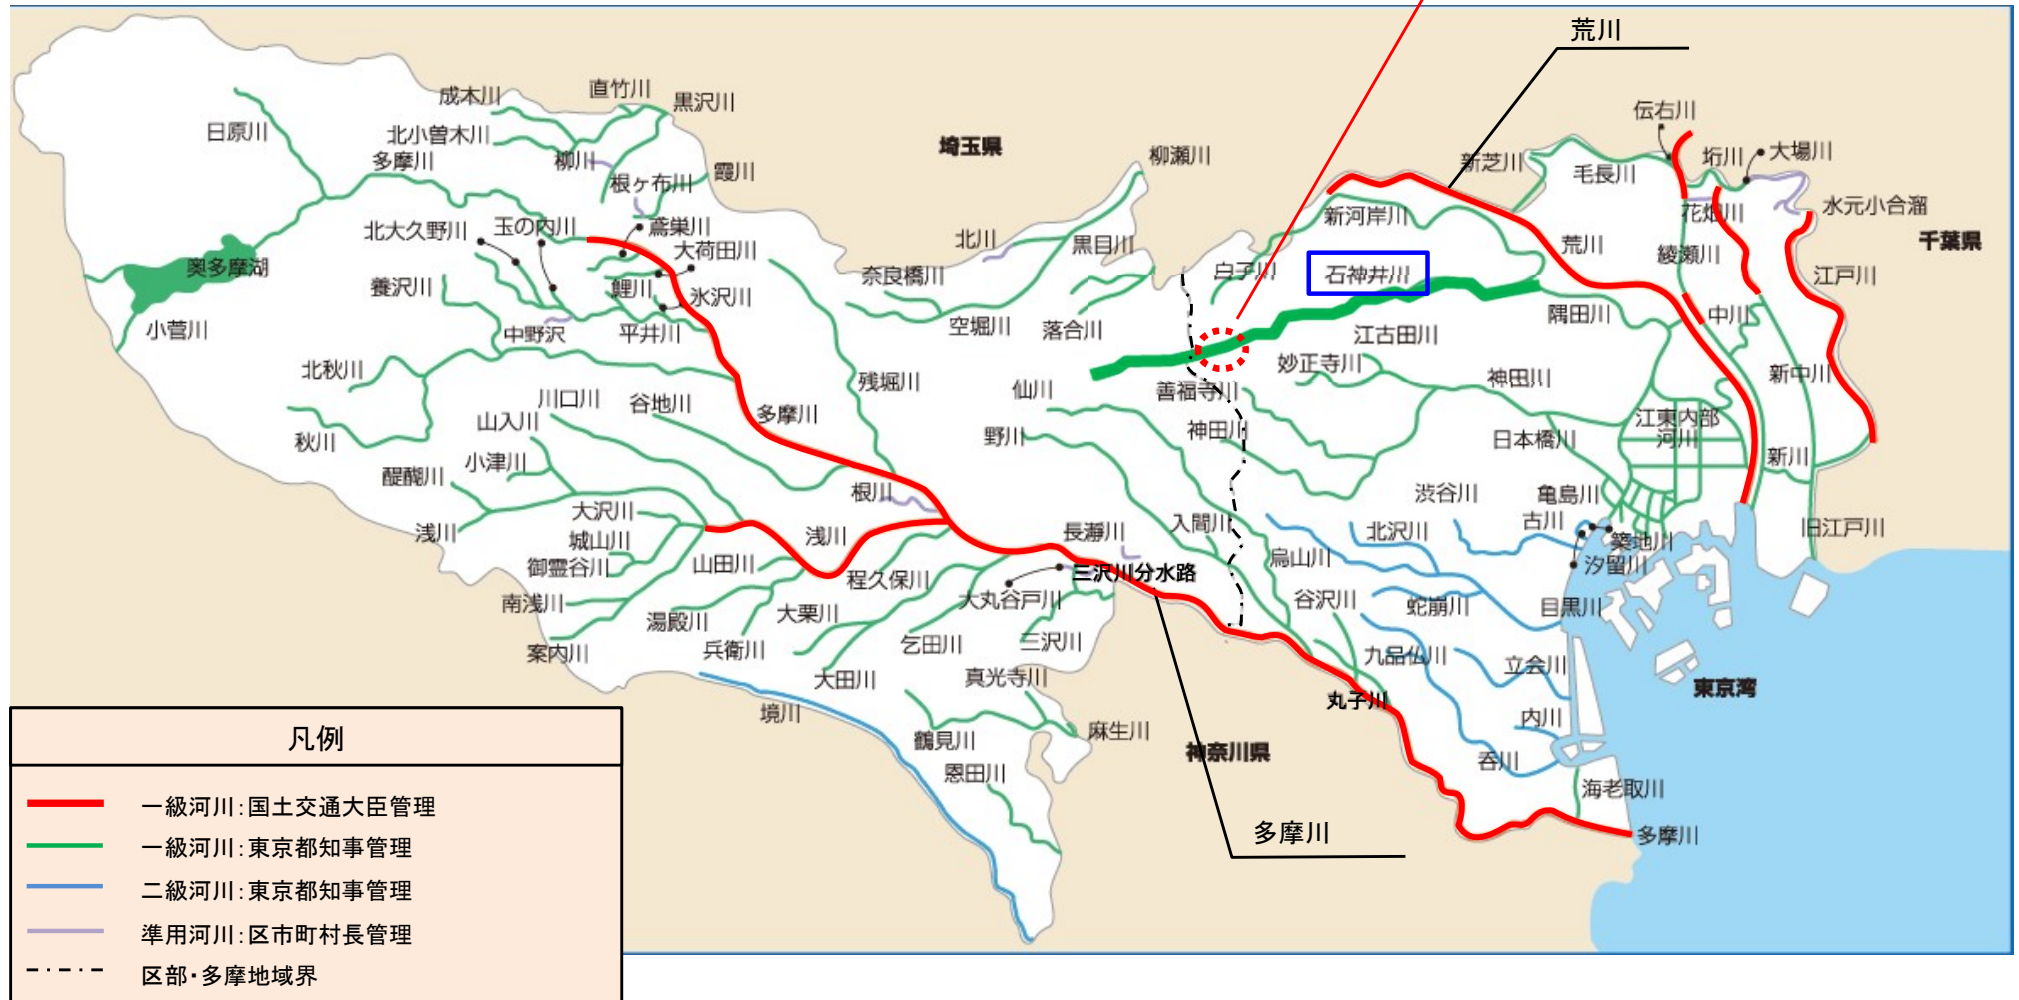 荒川
伝右川
直竹川
成木川
黒沢川
日原川
北小曽木川
埼玉県
柳瀬川
新芝川
毛長川
垳川
大場川
多摩川
柳川
霞川
根ヶ布川
水元小合溜
花畑川
新河岸川
千葉県
北大久野川
玉の内川
鳶巣川
大荷田川
北川
黒目川
荒川
綾瀬川
奥多摩湖
奈良橋川
白子川
石神井川
江戸川
養沢川
鯉川
氷沢川
小菅川
中野沢
平井川
空堀川
落合川
江古田川
隅田川
中川
妙正寺川
北秋川
残堀川
仙川
善福寺川
神田川
新中川
川口川
谷地川
多摩川
山入川
江東内部
河川
秋川
野川
神田川
日本橋川
新川
醍醐川
小津川
根川
渋谷川
亀島川
大沢川
浅川
浅川
長瀞川
入間川
北沢川
古川
旧江戸川
城山川
築地川
御霊谷川
山田川
程久保川
三沢川分水路
烏山川
汐留川
南浅川
大栗川
大丸谷戸川
谷沢川
蛇崩川
目黒川
湯殿川
案内川
兵衛川
乞田川
三沢川
九品仏川
立会川
大田川
真光寺川
丸子川
東京湾
境川
鶴見川
麻生川
内川
神奈川県
恩田川
呑川
海老取川
多摩川
多摩川
凡例
一級河川：国土交通大臣管理
一級河川：東京都知事管理
二級河川：東京都知事管理
準用河川：区市町村長管理
区部・多摩地域界